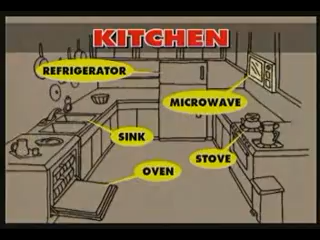 KITCHEN
REFRIGERATOR
MICROWAVE
SINK
STOVE
OVEN